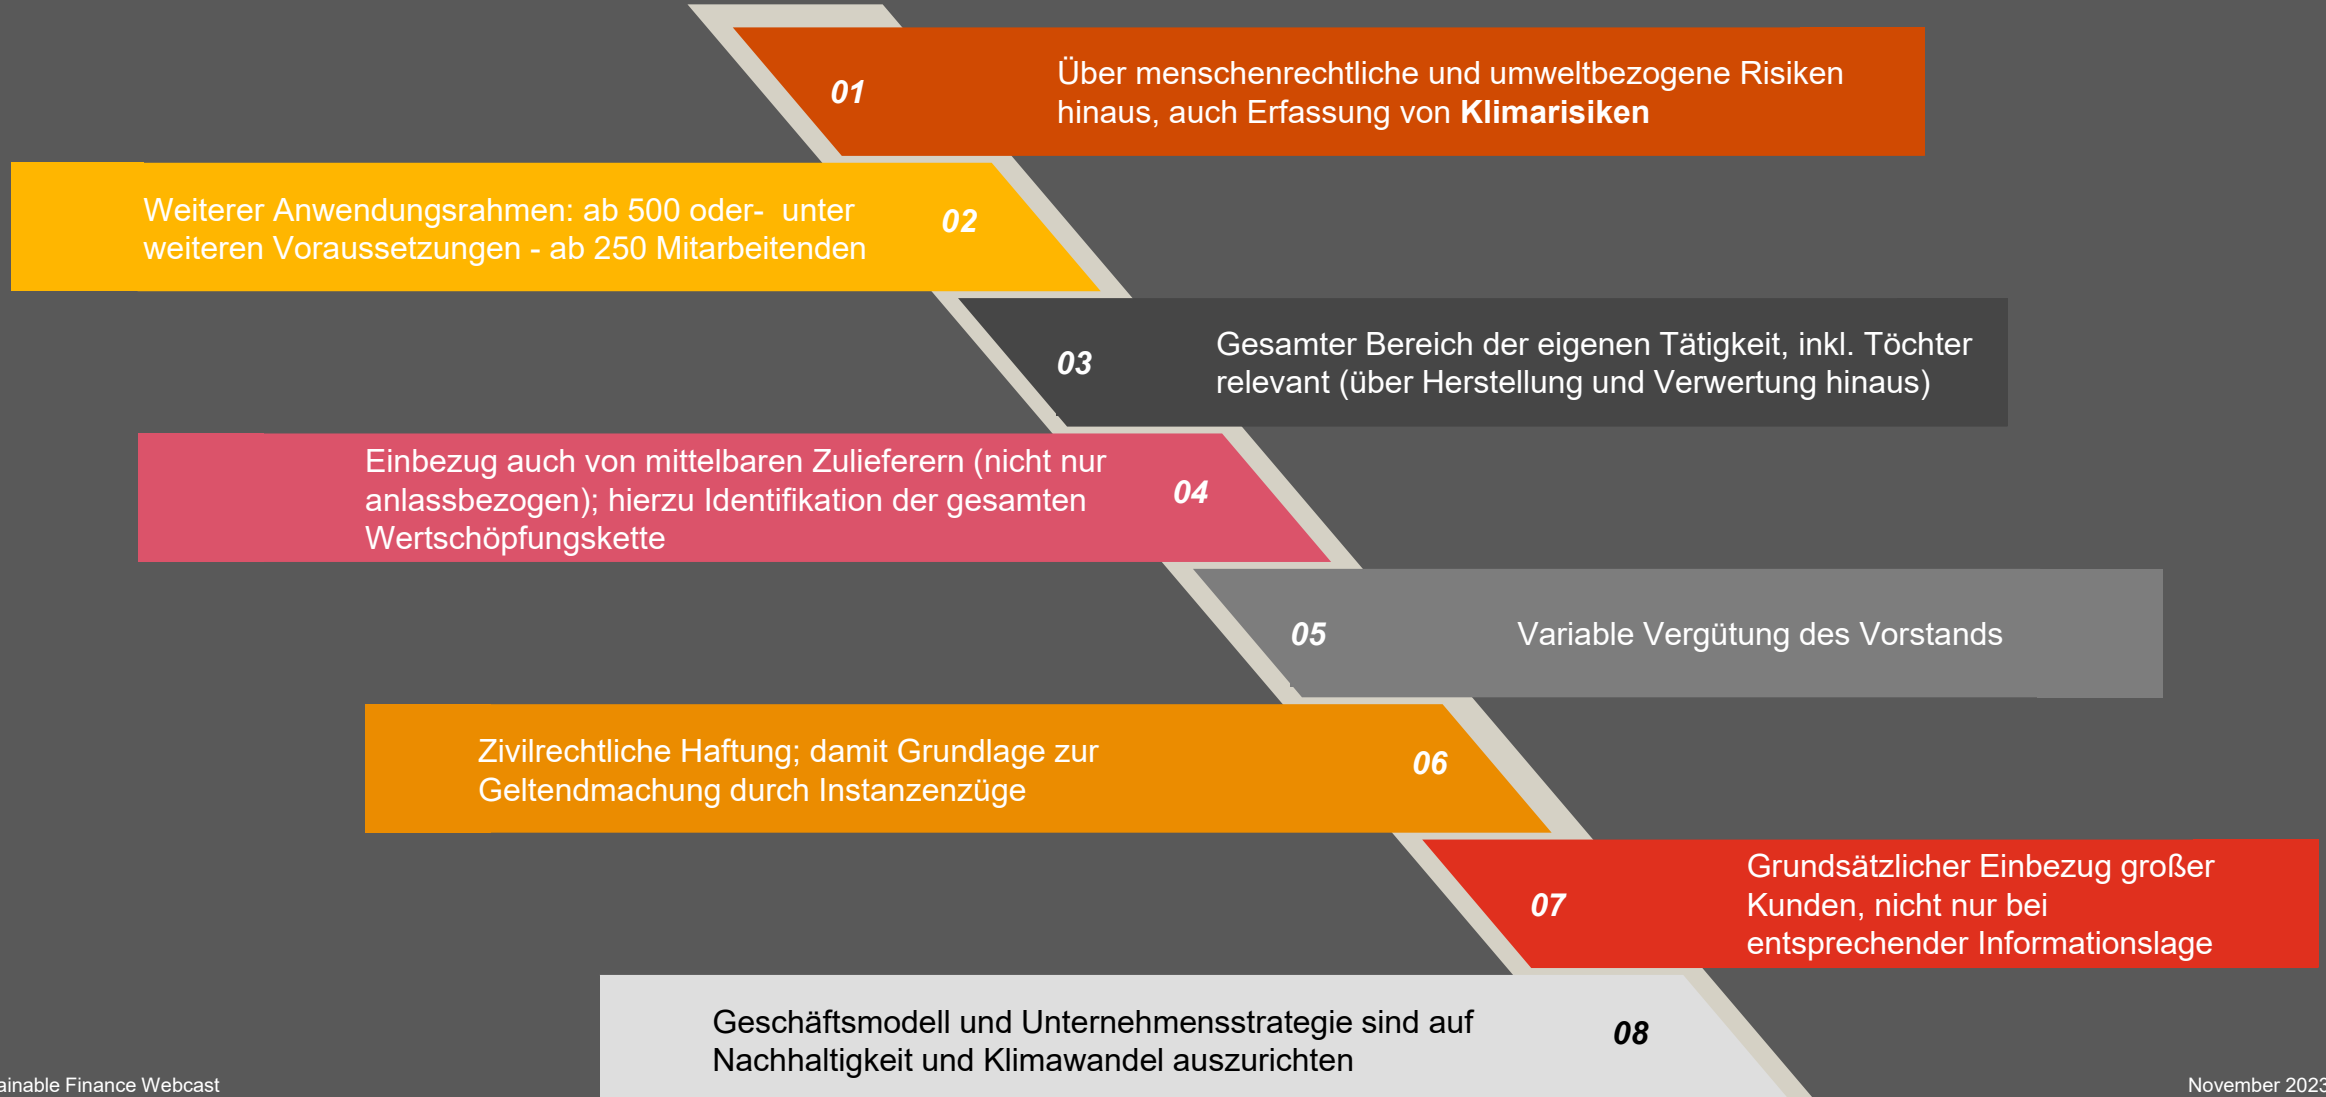 01
Über menschenrechtliche und umweltbezogene Risiken
hinaus, auch Erfassung von Klimarisiken
Weiterer Anwendungsrahmen: ab 500 oder-  unter
weiteren Voraussetzungen - ab 250 Mitarbeitenden
02
03
Gesamter Bereich der eigenen Tätigkeit, inkl. Töchter
relevant (über Herstellung und Verwertung hinaus)
Einbezug auch von mittelbaren Zulieferern (nicht nur
anlassbezogen); hierzu Identifikation der gesamten
Wertschöpfungskette
04
05
Variable Vergütung des Vorstands
Zivilrechtliche Haftung; damit Grundlage zur
Geltendmachung durch Instanzenzüge
06
07
Grundsätzlicher Einbezug großer
Kunden, nicht nur bei
entsprechender Informationslage
Geschäftsmodell und Unternehmensstrategie sind auf
Nachhaltigkeit und Klimawandel auszurichten
08
ainable Finance Webcast
November 2023